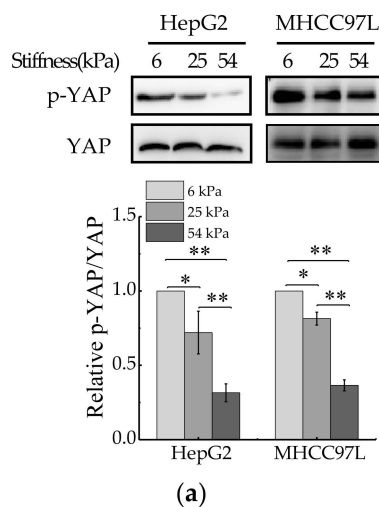 HepG2 MHCC97L
Stiffness(kPa) 6 25 54 6 25 54
p-YAP
YAP
6 kPa
25 kPa
54 kPa
Relative p-YAP/YAP
1.5
1.0
0.5
0.0
** **
* *
** **
HepG2 MHCC97L
(a)